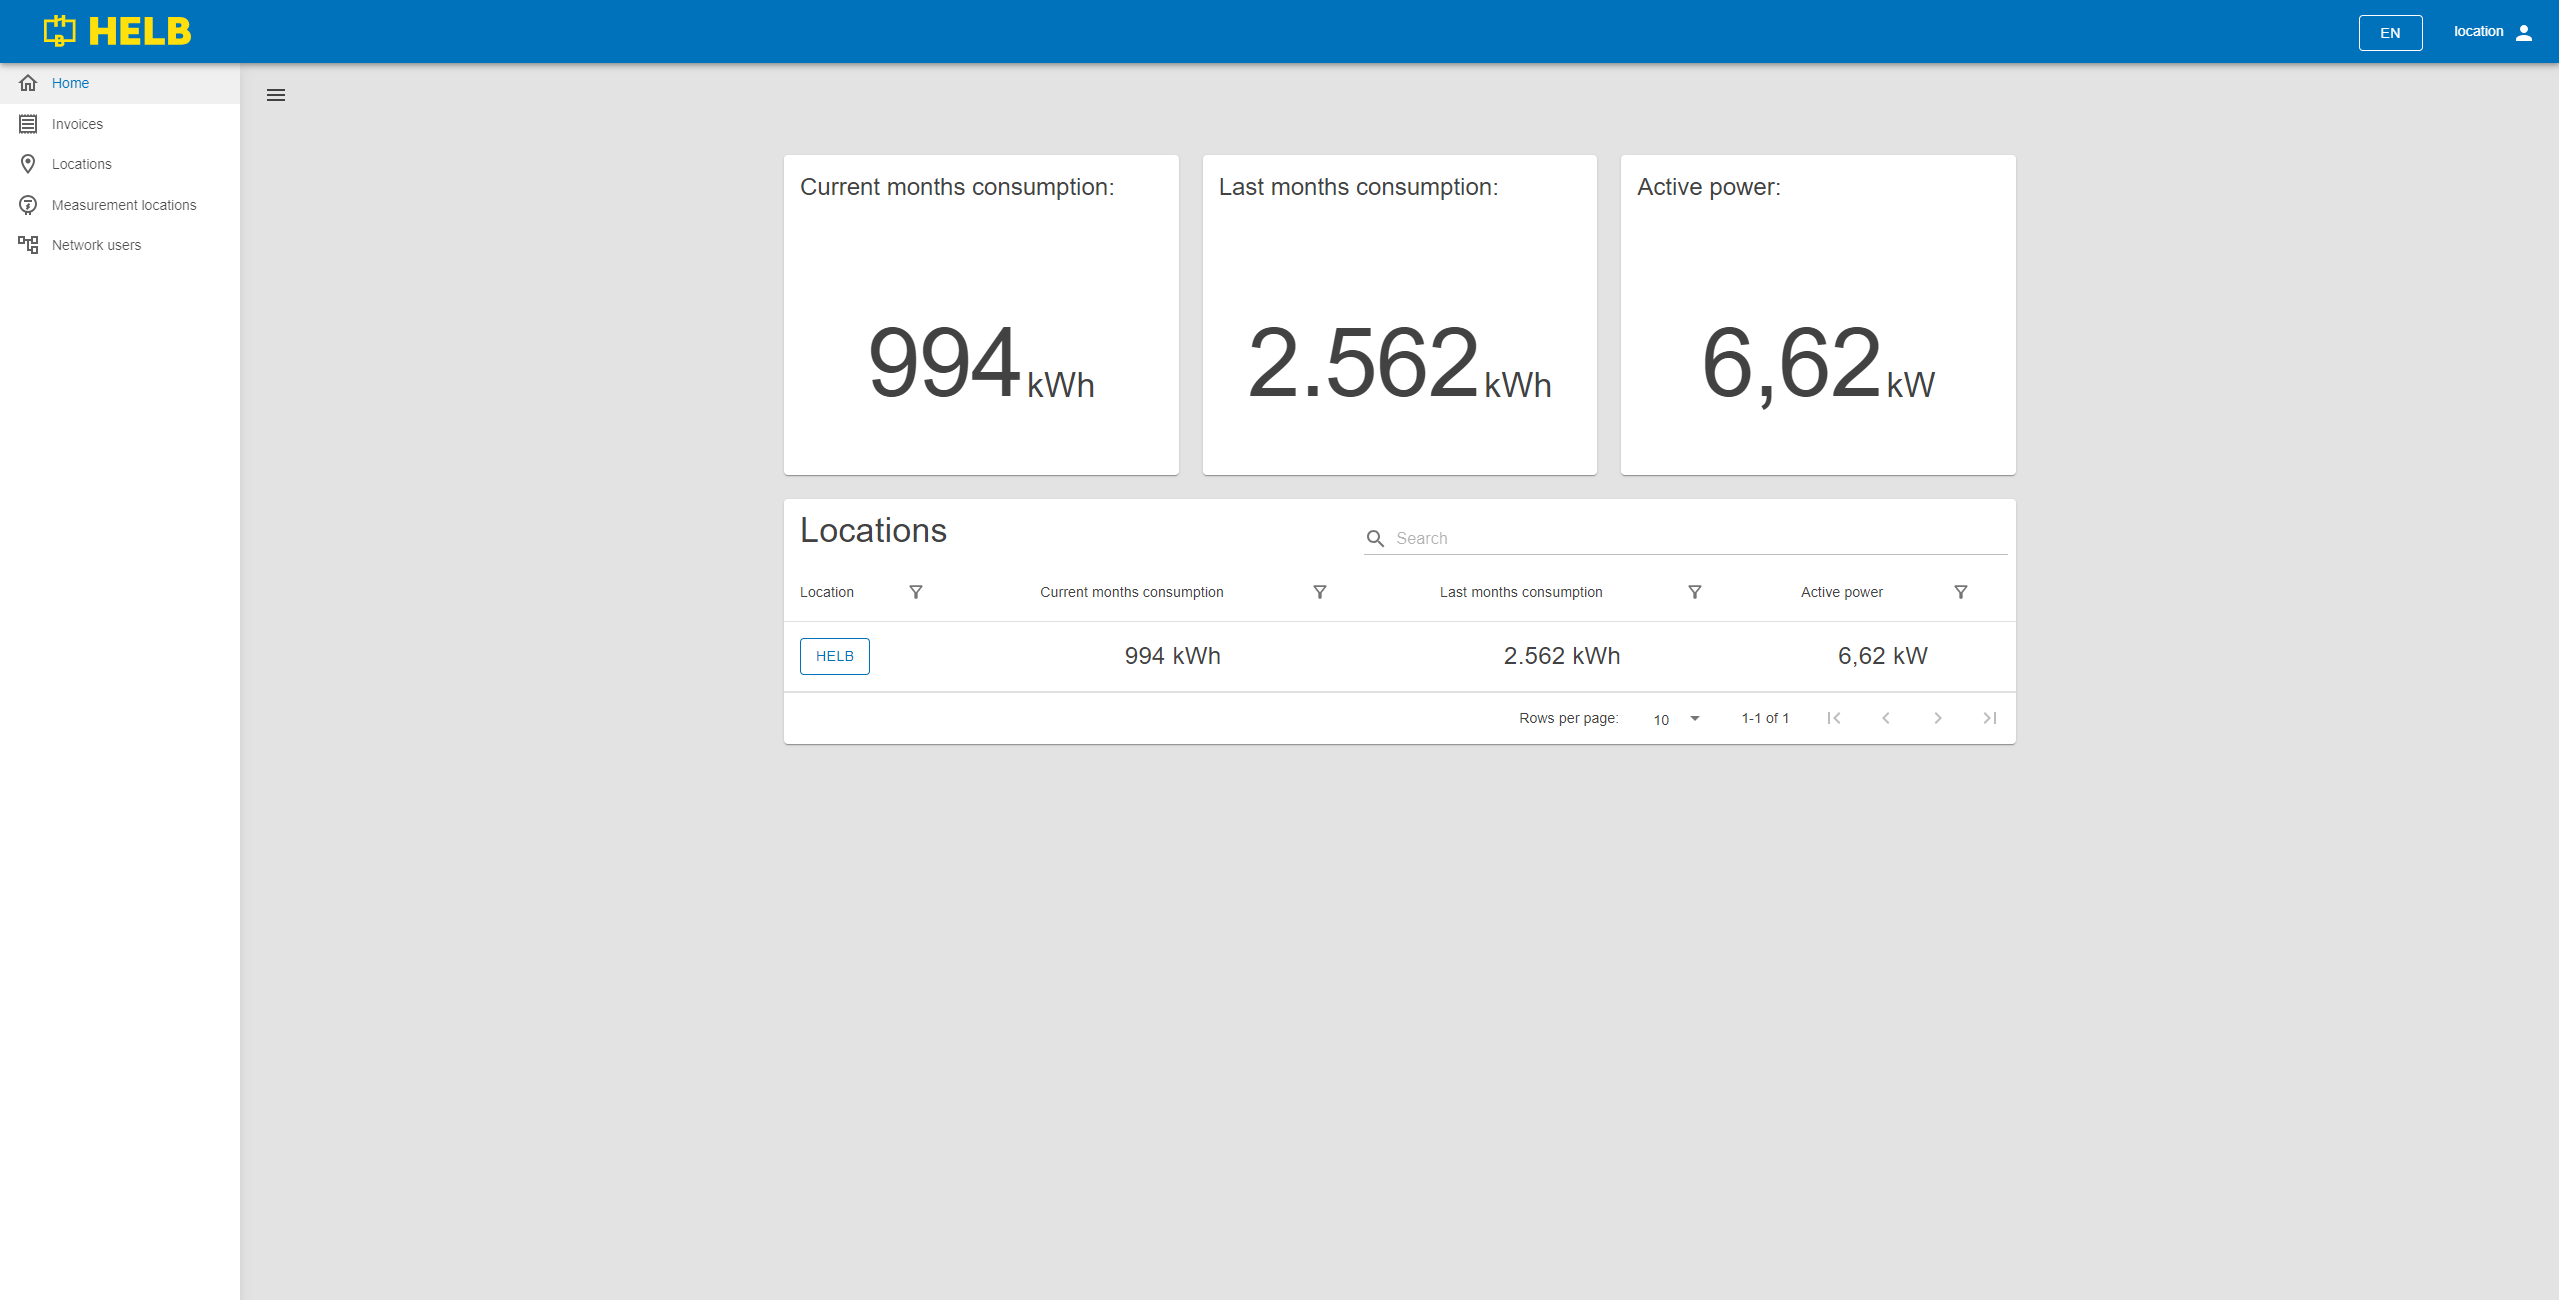 HELB
EN
location
Home
Invoices
Locations
Measurement locations
Network users
Current months consumption:
994 kWh
Last months consumption:
2.562 kWh
Active power:
6,62 kW
Locations
Search
Location Current months consumption Last months consumption Active power
HELB 994 kWh 2.562 kWh 6,62 kW
Rows per page: 10 1-1 of 1